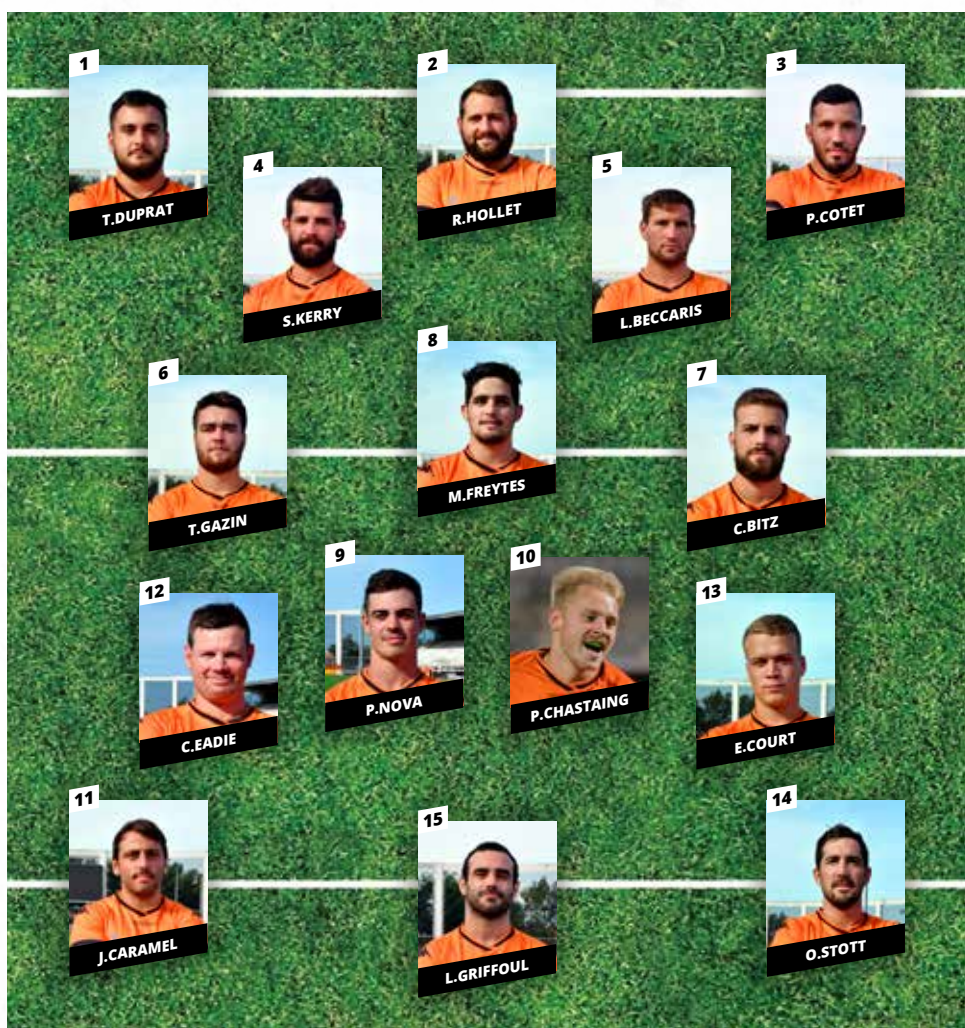 1
T.DUPRAT
2
R.HOLLET
3
P.COTET
4
S.KERRY
5
L.BECCARIS
6
T.GAZIN
8
M.FREYTES
7
C.BITZ
12
C.EADIE
9
P.NOVA
10
P.CHASTAING
13
E.COURT
11
J.CARAMEL
15
L.GRIFFOUL
14
O.STOTT